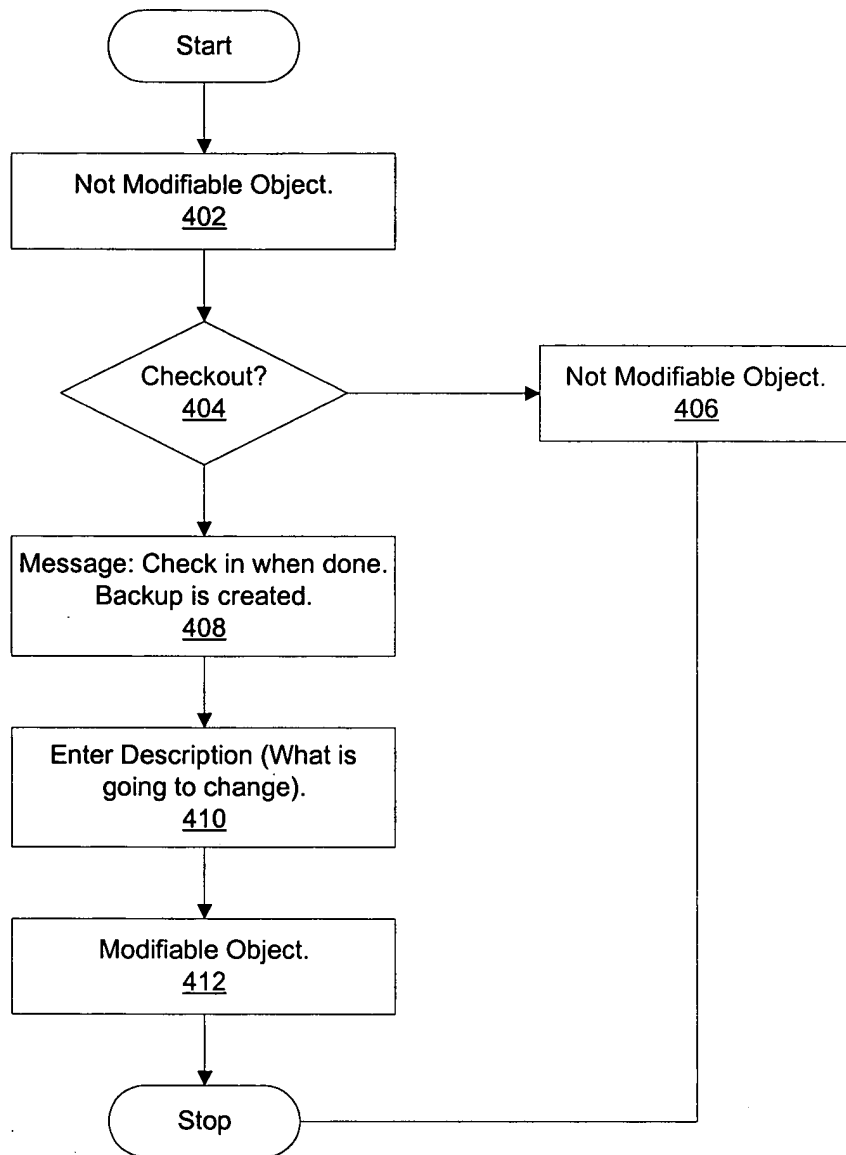 Start
Not Modifiable Object.
402
Checkout?
404
Not Modifiable Object.
406
Message: Check in when done.
Backup is created.
408
Enter Description (What is
going to change).
410
Modifiable Object.
412
Stop